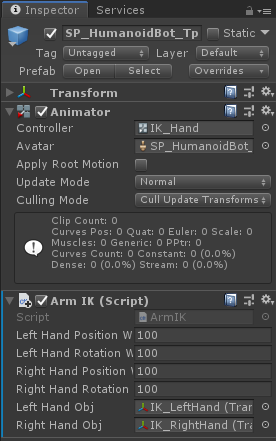 Inspector Services
SP_HumanoidBot_Tp Static
Tag Untagged Layer Default
Prefab Open Select Overrides
Transform
Animator
Controller IK_Hand
Avatar SP_HumanoidBot_
Apply Root Motion
Update Mode Normal
Culling Mode Cull Update Transforms
Clip Count: 0
Curves Pos: 0 Quat: 0 Euler: 0 Scale: 0
Muscles: 0 Generic: 0 PPtr: 0
Curves Count: 0 Constant: 0 (0.0%)
Dense: 0 (0.0%) Stream: 0 (0.0%)
Arm IK (Script)
Script ArmIK
Left Hand Position W 100
Left Hand Rotation W 100
Right Hand Position W 100
Right Hand Rotation 100
Left Hand Obj IK_LeftHand (Tran
Right Hand Obj IK_RightHand (Tra